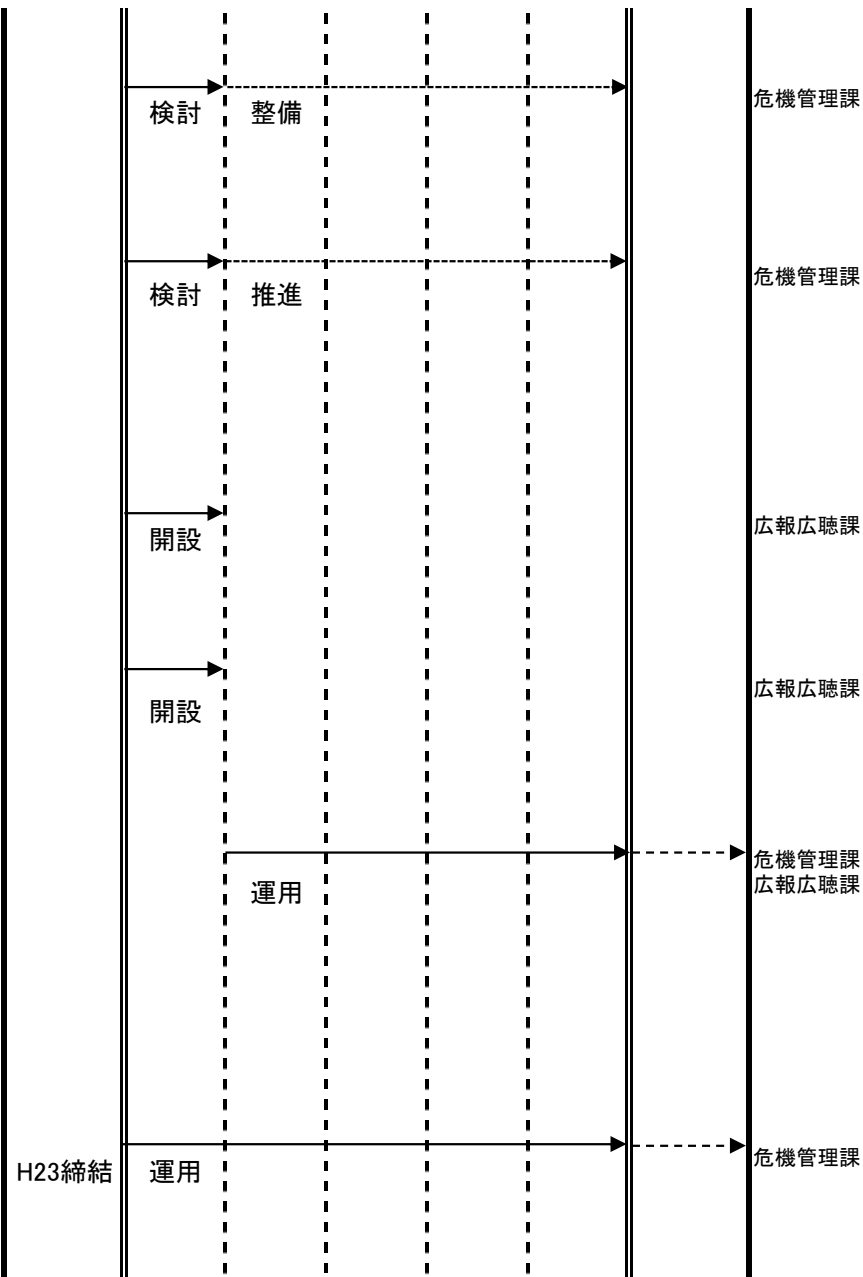 検討 整備 危機管理課
検討 推進 危機管理課
開設 広報広聴課
開設 広報広聴課
運用 危機管理課
広報広聴課
H23締結 運用 危機管理課